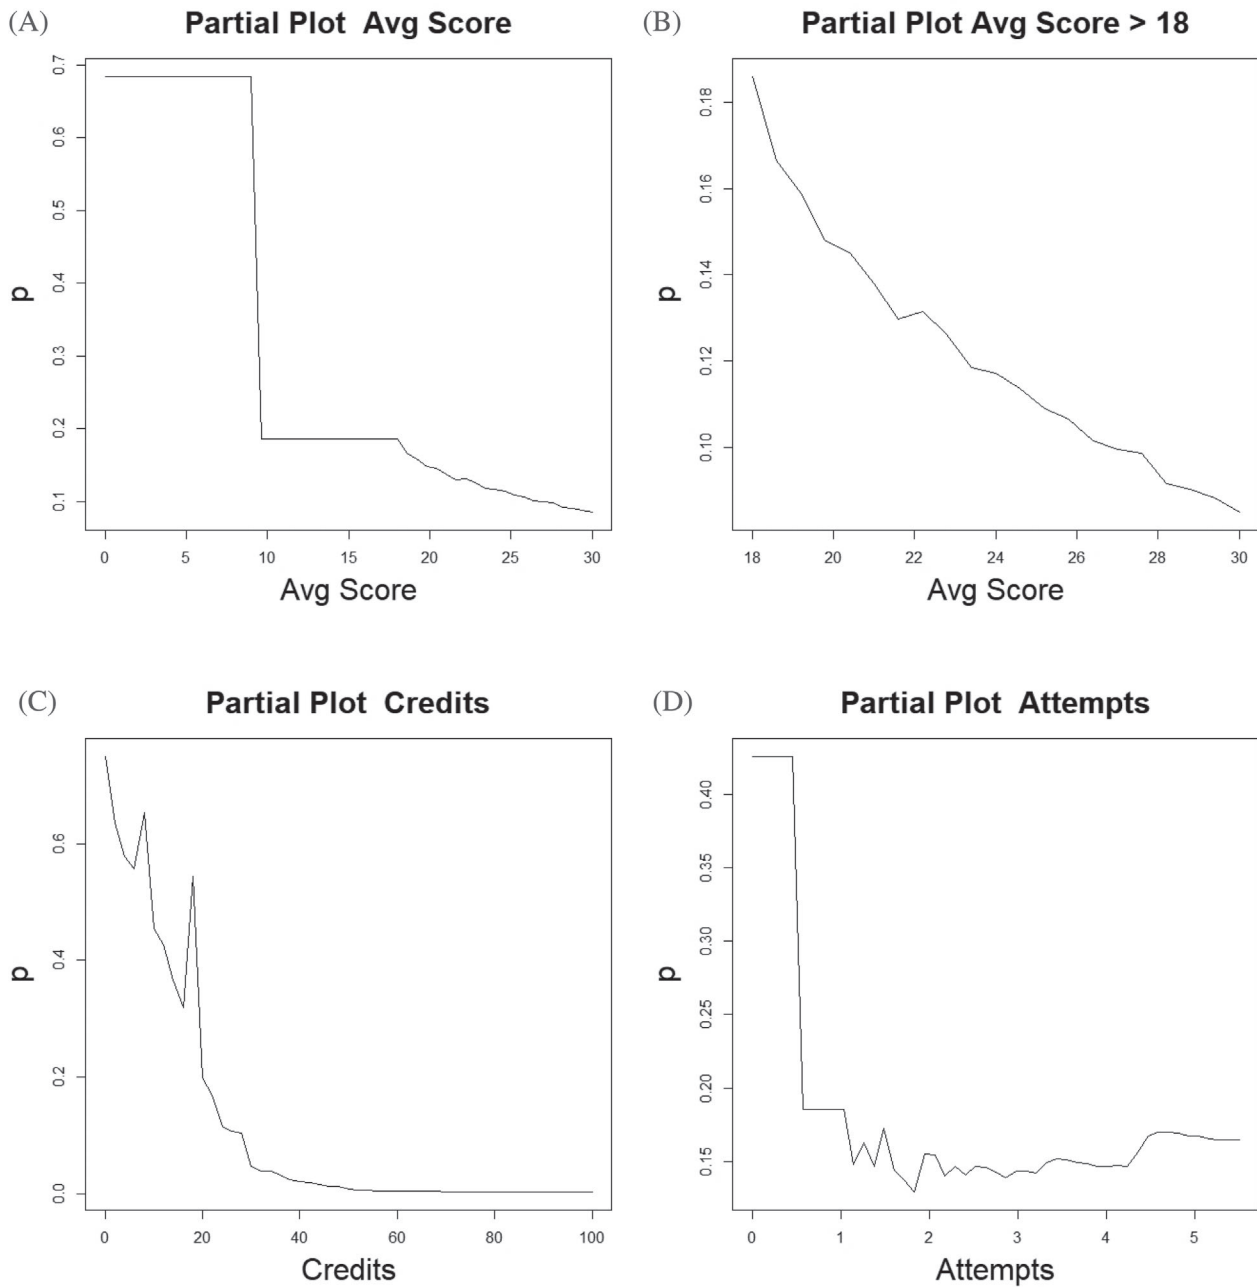 (A) Partial Plot  Avg Score
0.7
0.6
0.5
0.4
0.3
0.2
0.1
p
0 5 10 15 20 25 30
Avg Score
(B) Partial Plot Avg Score > 18
0.18
0.16
0.14
0.12
0.10
p
18 20 22 24 26 28 30
Avg Score
(C) Partial Plot  Credits
0.6
0.4
0.2
0.0
p
0 20 40 60 80 100
Credits
(D) Partial Plot  Attempts
0.40
0.35
0.30
0.25
0.20
0.15
p
0 1 2 3 4 5
Attempts